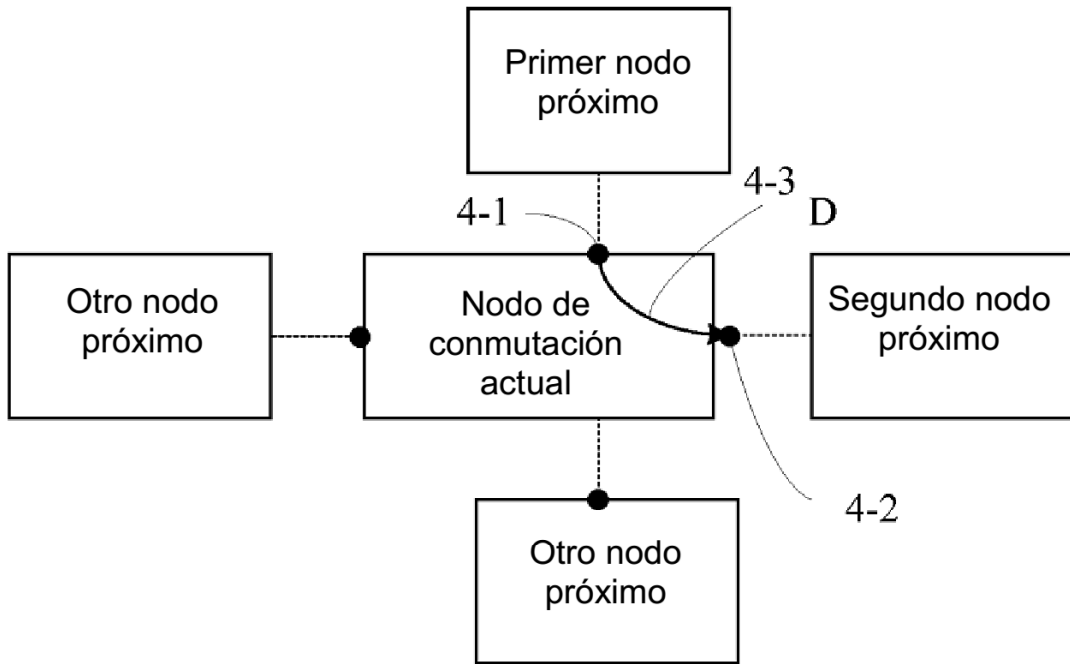 Primer nodo
próximo
4-1
4-3
D
Otro nodo
próximo
Nodo de
conmutación
actual
Segundo nodo
próximo
4-2
Otro nodo
próximo